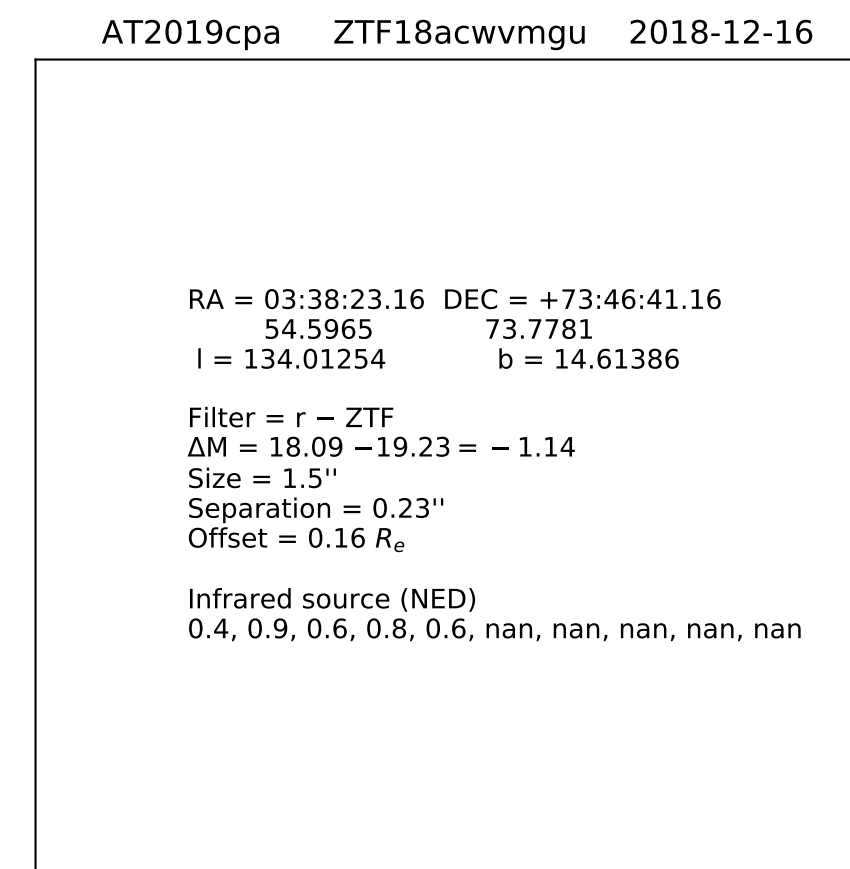 AT2019cpa ZTF18acwvmgu 2018-12-16
RA = 03:38:23.16 DEC = +73:46:41.16
54.5965 73.7781
l = 134.01254 b = 14.61386
Filter = r − ZTF
ΔM = 18.09 −19.23 = − 1.14
Size = 1.5''
Separation = 0.23''
Offset = 0.16 Rₑ
Infrared source (NED)
0.4, 0.9, 0.6, 0.8, 0.6, nan, nan, nan, nan, nan